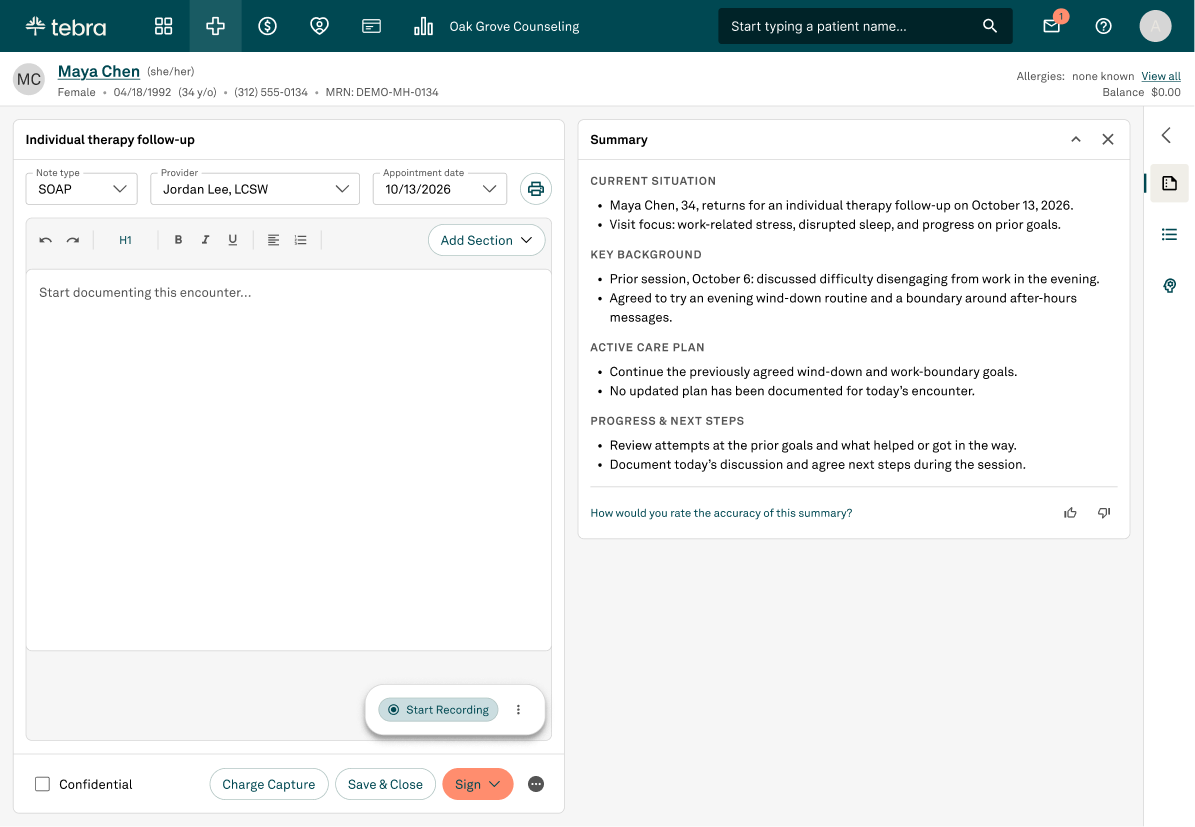 tebra
Oak Grove Counseling
Start typing a patient name...
1
A
MC
Maya Chen (she/her)
Female • 04/18/1992 (34 y/o) • (312) 555-0134 • MRN: DEMO-MH-0134
Allergies: none known View all
Balance $0.00
Individual therapy follow-up
Note type
SOAP
Provider
Jordan Lee, LCSW
Appointment date
10/13/2026
H1
B I U
Add Section
Start documenting this encounter...
Start Recording
Confidential
Charge Capture
Save & Close
Sign
Summary
CURRENT SITUATION
• Maya Chen, 34, returns for an individual therapy follow-up on October 13, 2026.
• Visit focus: work-related stress, disrupted sleep, and progress on prior goals.
KEY BACKGROUND
• Prior session, October 6: discussed difficulty disengaging from work in the evening.
• Agreed to try an evening wind-down routine and a boundary around after-hours
messages.
ACTIVE CARE PLAN
• Continue the previously agreed wind-down and work-boundary goals.
• No updated plan has been documented for today’s encounter.
PROGRESS & NEXT STEPS
• Review attempts at the prior goals and what helped or got in the way.
• Document today’s discussion and agree next steps during the session.
How would you rate the accuracy of this summary?